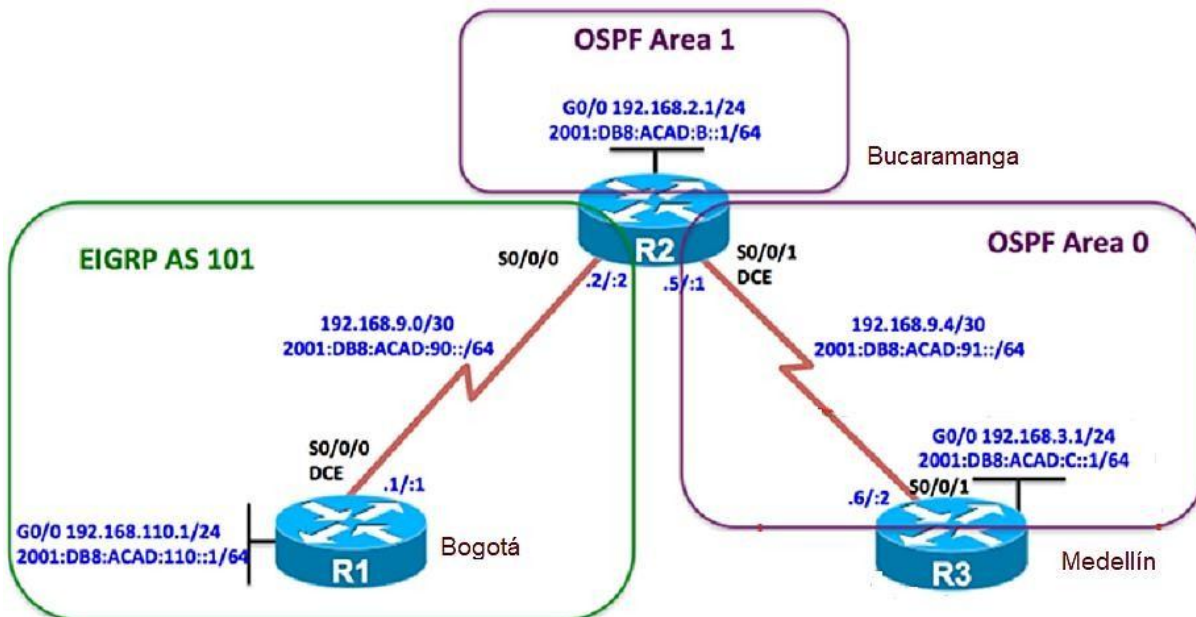 OSPF Area 1
G0/0 192.168.2.1/24
2001:DB8:ACAD:B::1/64
Bucaramanga
EIGRP AS 101
R2
OSPF Area 0
S0/0/0
.2/:2
.5/:1
S0/0/1
DCE
192.168.9.0/30
2001:DB8:ACAD:90::/64
192.168.9.4/30
2001:DB8:ACAD:91::/64
S0/0/0
DCE
.1/:1
G0/0 192.168.3.1/24
2001:DB8:ACAD:C::1/64
.6/:2
S0/0/1
G0/0 192.168.110.1/24
2001:DB8:ACAD:110::1/64
R1
Bogotá
R3
Medellín